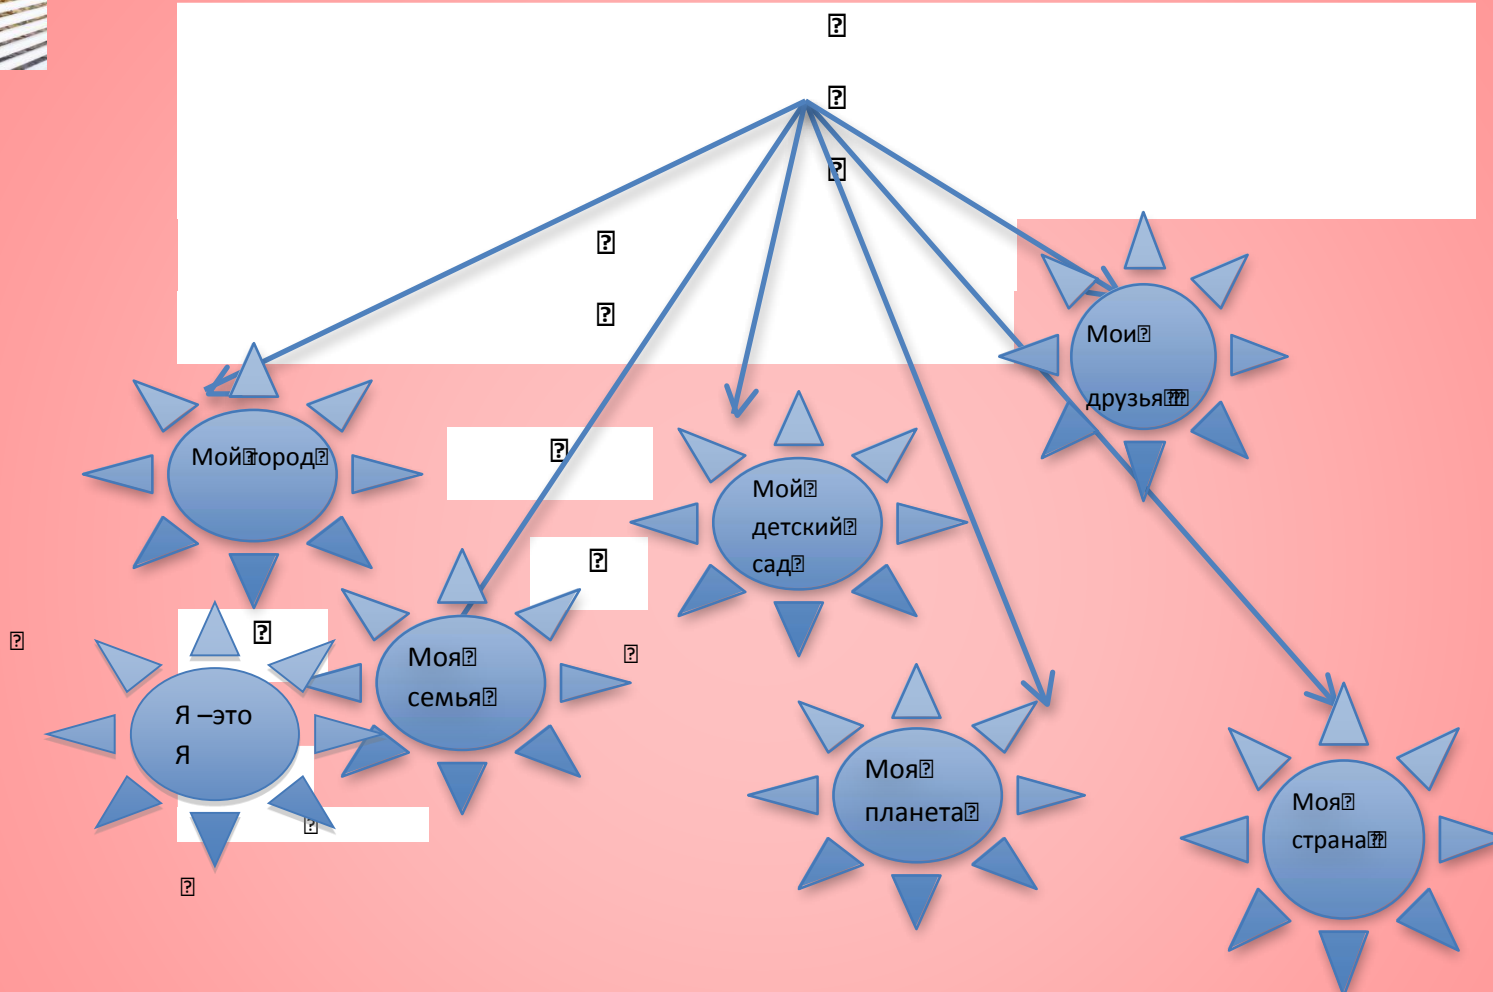 Мои
друзья
Мой город
Мой
детский
сад
Моя
семья
Я –это
Я
Моя
планета
Моя
страна